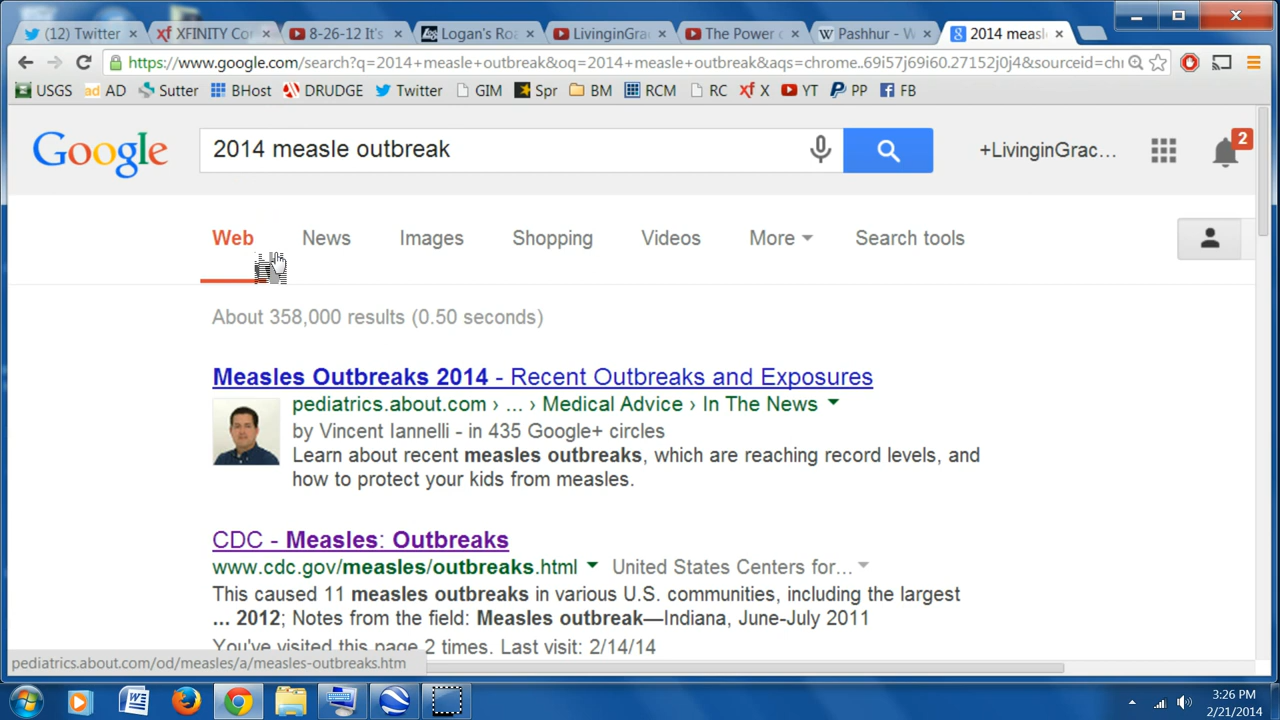 (12) Twitter
XFINITY Co
8-26-12 It's
Logan's Roa
LivinginGrac
The Power o
Pashhur - W
2014 measle
https://www.google.com/search?q=2014+measle+outbreak&oq=2014+measle+outbreak&aqs=chrome..69i57j69i60.27152j0j4&sourceid=chr
USGS ad AD Sutter BHost DRUDGE Twitter GIM Spr BM RCM RC xf X YT PP FB
Google
2014 measle outbreak
+LivinginGrac...
2
Web News Images Shopping Videos More Search tools
About 358,000 results (0.50 seconds)
Measles Outbreaks 2014 - Recent Outbreaks and Exposures
pediatrics.about.com › ... › Medical Advice › In The News
by Vincent Iannelli - in 435 Google+ circles
Learn about recent measles outbreaks, which are reaching record levels, and
how to protect your kids from measles.
CDC - Measles: Outbreaks
www.cdc.gov/measles/outbreaks.html United States Centers for...
This caused 11 measles outbreaks in various U.S. communities, including the largest
... 2012; Notes from the field: Measles outbreak—Indiana, June-July 2011
You've visited this page 2 times. Last visit: 2/14/14
pediatrics.about.com/od/measles/a/measles-outbreaks.htm
3:26 PM
2/21/2014